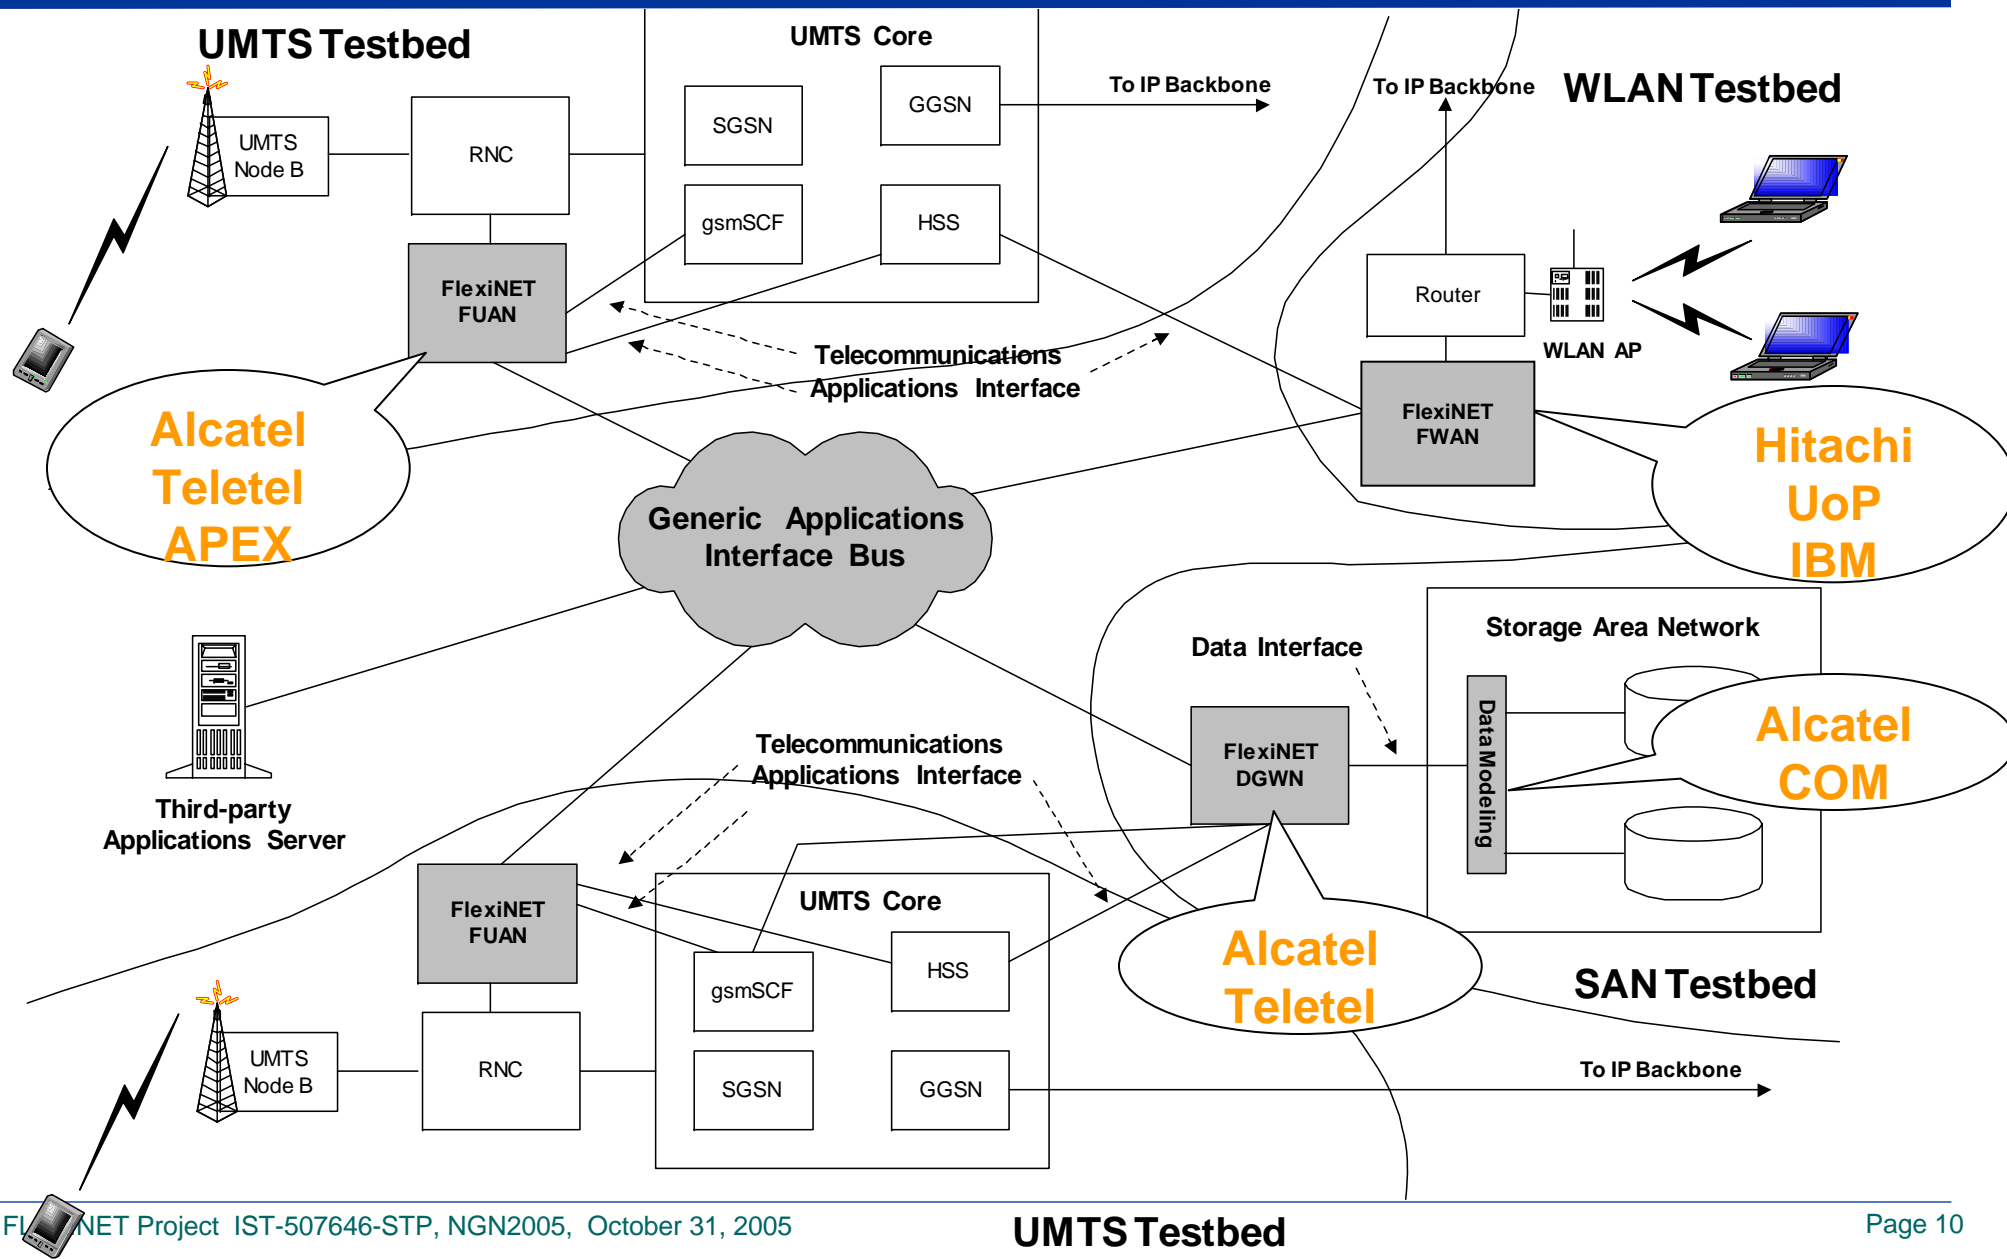 UMTS Testbed
UMTS Core
To IP Backbone
To IP Backbone
WLAN Testbed
UMTS
Node B
RNC
SGSN
GGSN
gsmSCF
HSS
FlexiNET
FUAN
Router
WLAN AP
Telecommunications
Applications Interface
FlexiNET
FWAN
Alcatel
Teletel
APEX
Hitachi
UoP
IBM
Generic Applications
Interface Bus
Storage Area Network
Data Interface
Data Modeling
Alcatel
COM
FlexiNET
DGWN
Third-party
Applications Server
Telecommunications
Applications Interface
FlexiNET
FUAN
UMTS Core
gsmSCF
HSS
Alcatel
Teletel
SAN Testbed
UMTS
Node B
RNC
SGSN
GGSN
To IP Backbone
NET Project IST-507646-STP, NGN2005, October 31, 2005
UMTS Testbed
Page 10